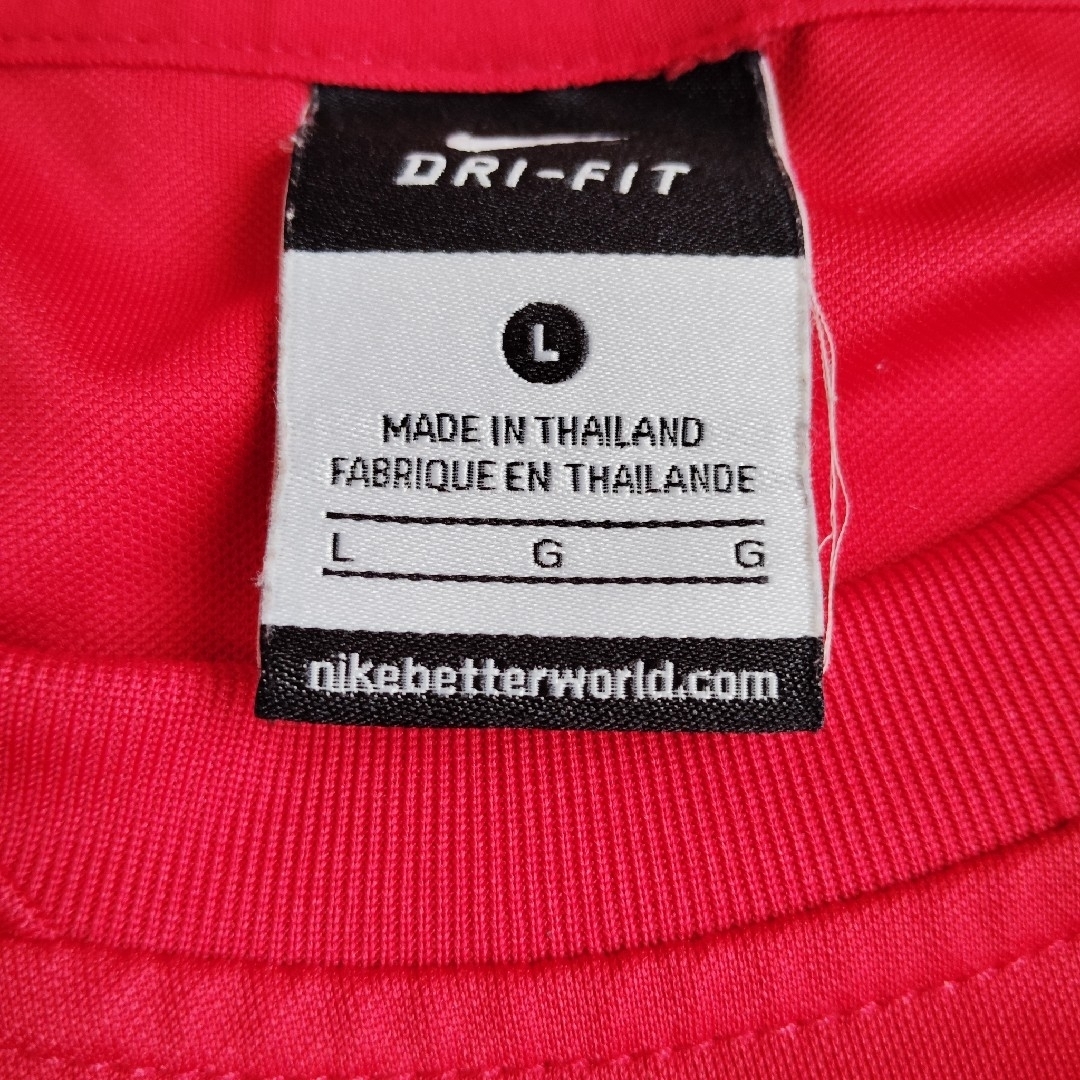 DRI-FIT
L
MADE IN THAILAND
FABRIQUE EN THAILANDE
L G G
nikebetterworld.com